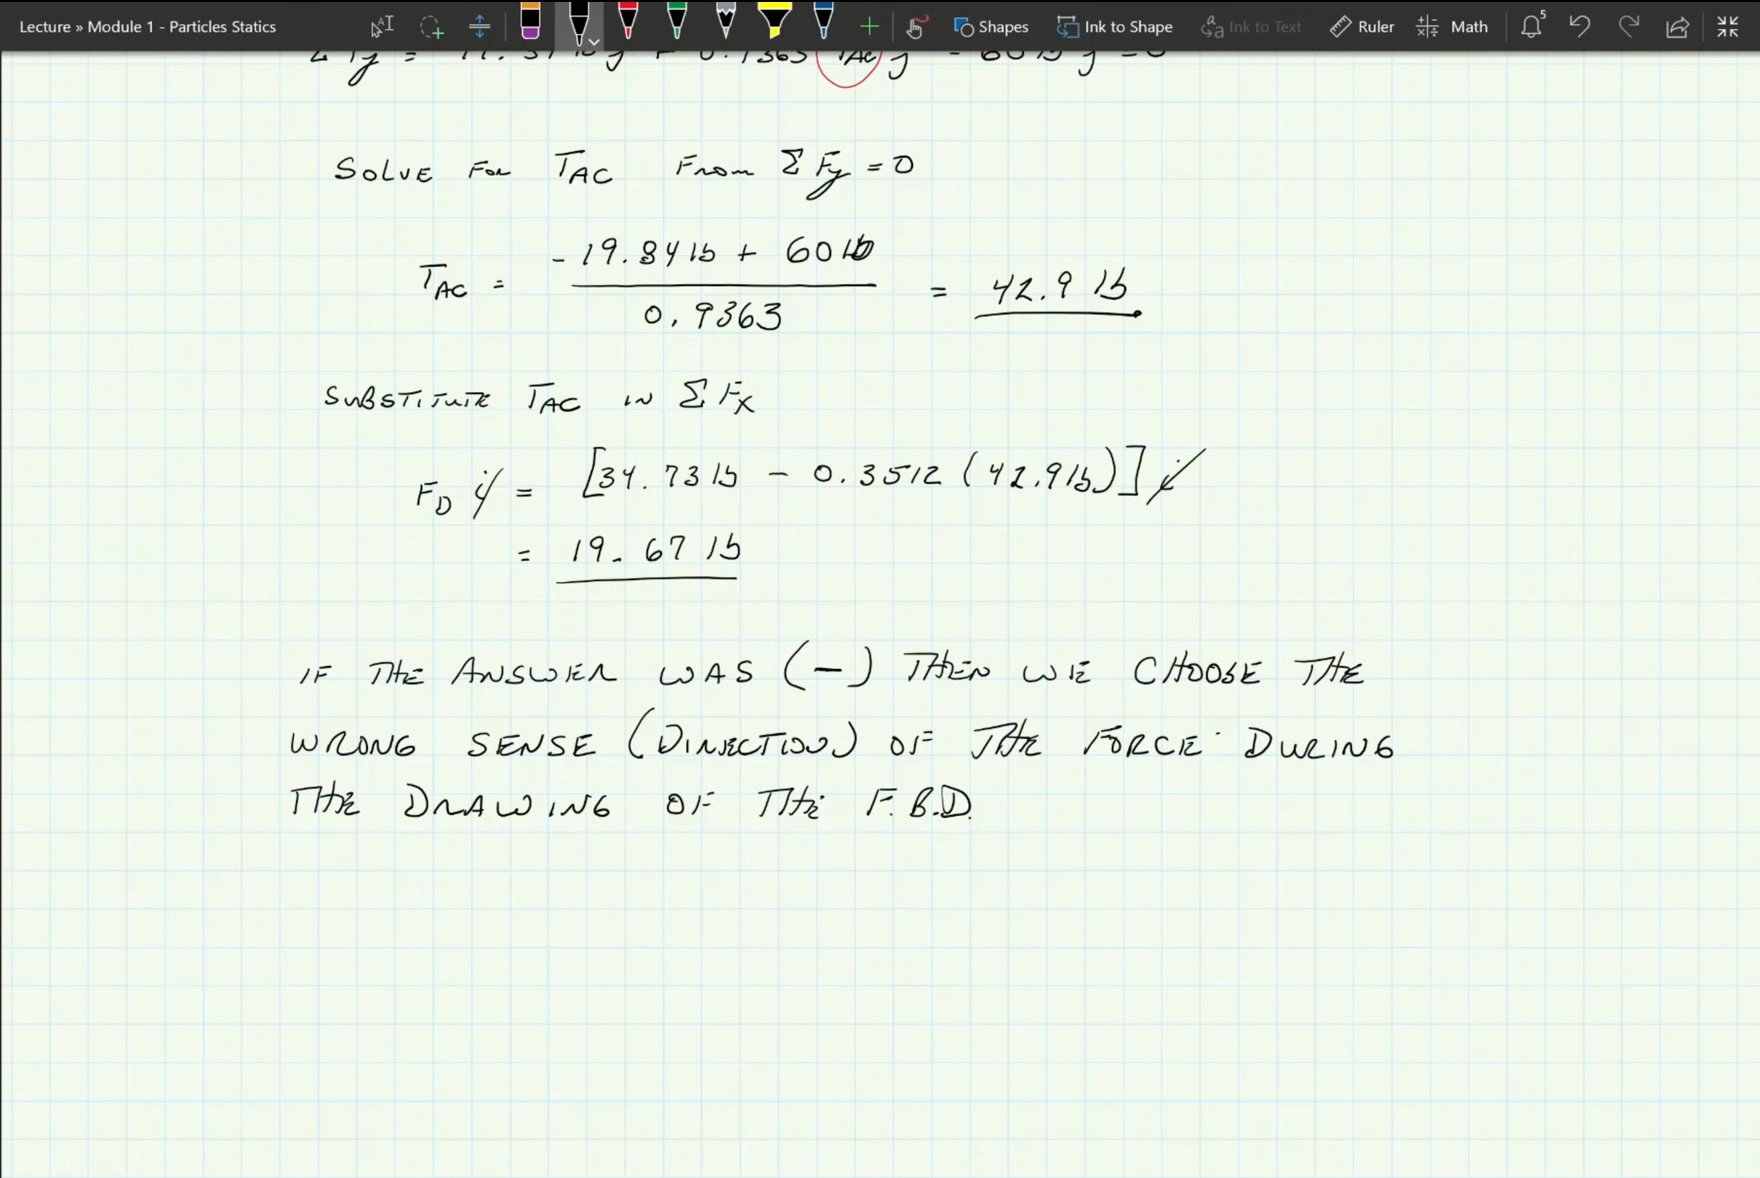 Lecture » Module 1 - Particles Statics
Shapes
Ink to Shape
Ink to Text
Ruler
Math
5
SOLVE FOR TAC FROM Σ Fy = 0
TAC = (-19.84 lb + 60 lb) / 0.9363 = 42.9 lb
SUBSTITUTE TAC IN Σ FX
FD i = [34.73 lb - 0.3512 (42.9 lb)] i
= 19.67 lb
IF THE ANSWER WAS (-) THEN WE CHOOSE THE
WRONG SENSE (DIRECTION) OF THE FORCE DURING
THE DRAWING OF THE F.B.D.